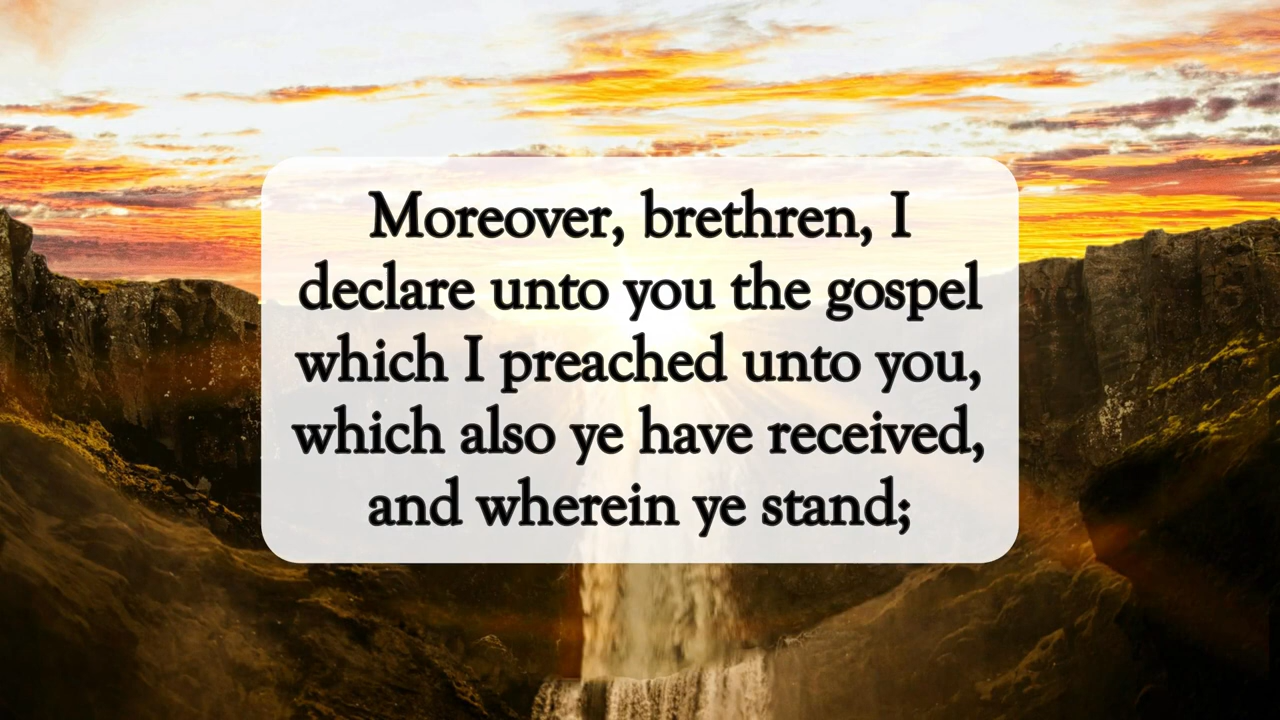 Moreover, brethren, I
declare unto you the gospel
which I preached unto you,
which also ye have received,
and wherein ye stand;